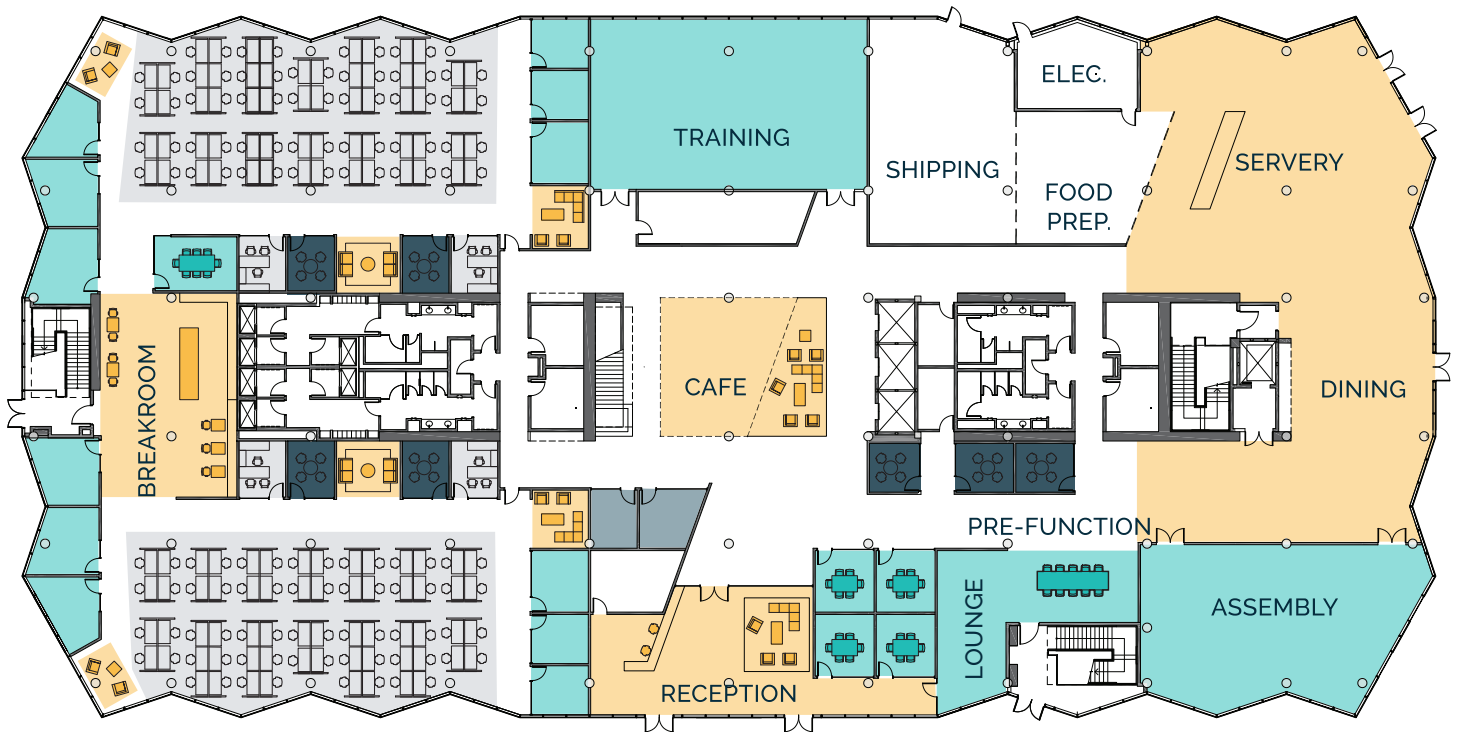 ELEC.
TRAINING
SHIPPING
SERVERY
FOOD
PREP.
BREAKROOM
CAFE
DINING
PRE-FUNCTION
LOUNGE
ASSEMBLY
RECEPTION